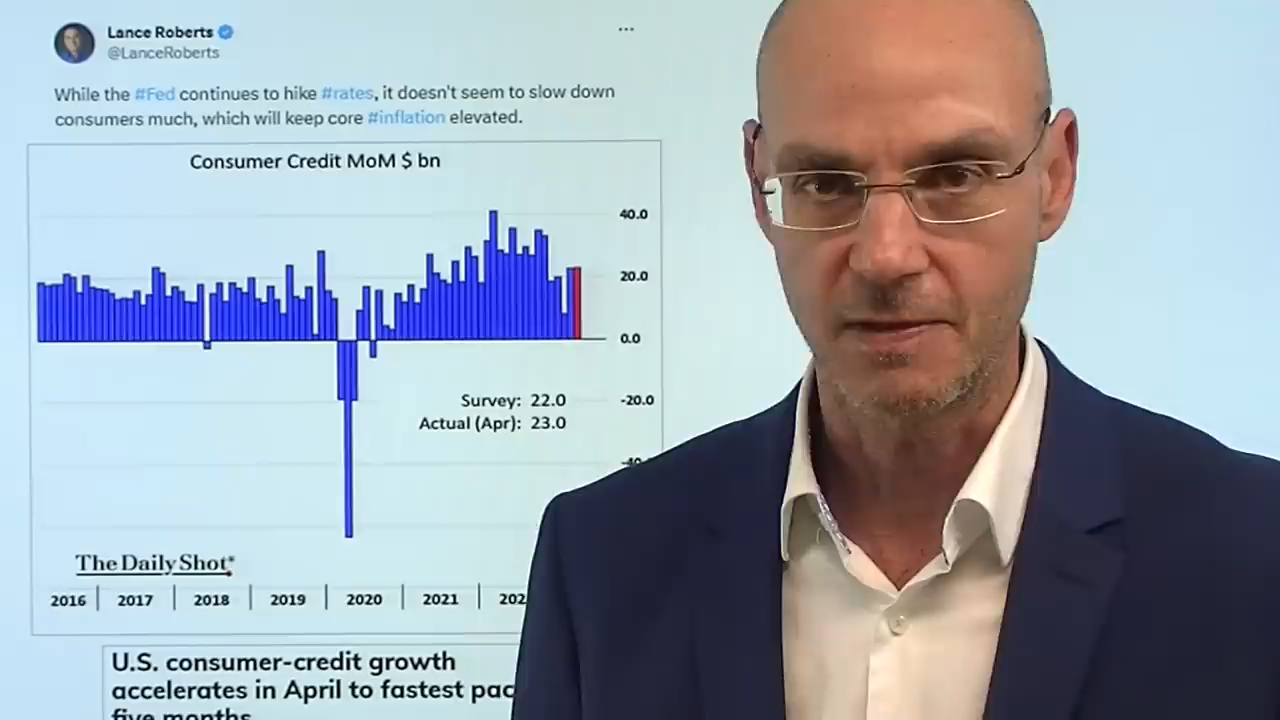 Lance Roberts
@LanceRoberts
While the #Fed continues to hike #rates, it doesn't seem to slow down
consumers much, which will keep core #inflation elevated.
Consumer Credit MoM $ bn
40.0
20.0
0.0
Survey: 22.0
-20.0
Actual (Apr): 23.0
-40
The Daily Shot
2016 2017 2018 2019 2020 2021
U.S. consumer-credit growth
accelerates in April to fastest
five months